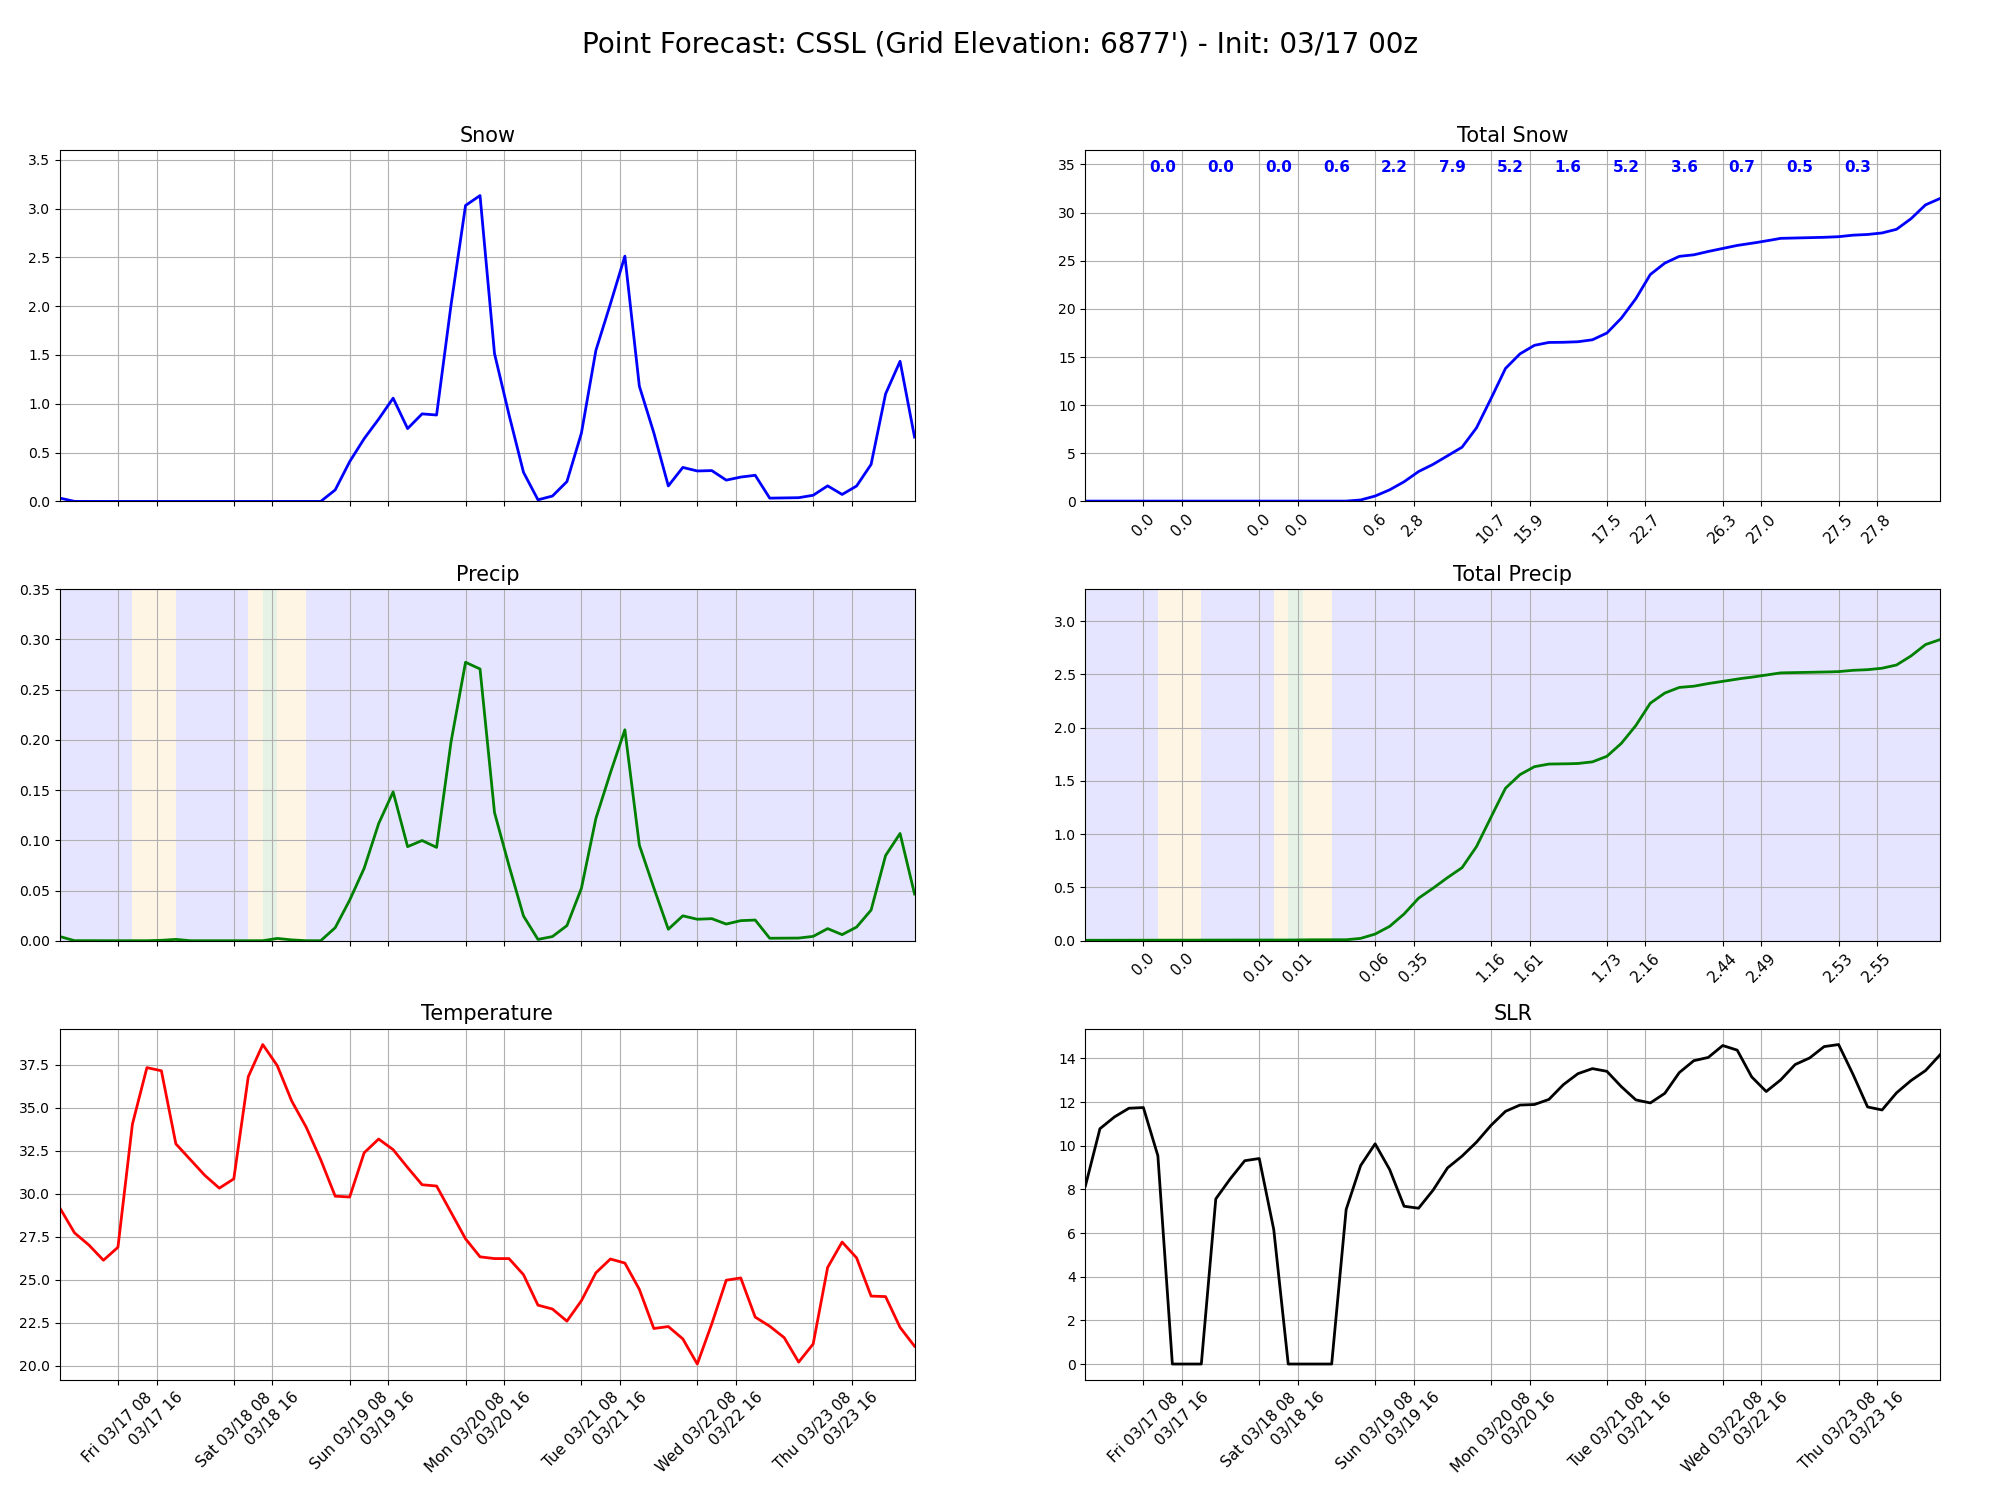 Point Forecast: CSSL (Grid Elevation: 6877') - Init: 03/17 00z
Snow
3.5
3.0
2.5
2.0
1.5
1.0
0.5
0.0
Total Snow
0.0 0.0 0.0 0.6 2.2 7.9 5.2 1.6 5.2 3.6 0.7 0.5 0.3
35
30
25
20
15
10
5
0
0.0 0.0 0.0 0.0 0.6 2.8 10.7 15.9 17.5 22.7 26.3 27.0 27.5 27.8
Precip
0.35
0.30
0.25
0.20
0.15
0.10
0.05
0.00
Total Precip
3.0
2.5
2.0
1.5
1.0
0.5
0.0
0.0 0.0 0.01 0.01 0.06 0.35 1.16 1.61 1.73 2.16 2.44 2.49 2.53 2.55
Temperature
37.5
35.0
32.5
30.0
27.5
25.0
22.5
20.0
Fri 03/17 08
03/17 16
Sat 03/18 08
03/18 16
Sun 03/19 08
03/19 16
Mon 03/20 08
03/20 16
Tue 03/21 08
03/21 16
Wed 03/22 08
03/22 16
Thu 03/23 08
03/23 16
SLR
14
12
10
8
6
4
2
0
Fri 03/17 08
03/17 16
Sat 03/18 08
03/18 16
Sun 03/19 08
03/19 16
Mon 03/20 08
03/20 16
Tue 03/21 08
03/21 16
Wed 03/22 08
03/22 16
Thu 03/23 08
03/23 16